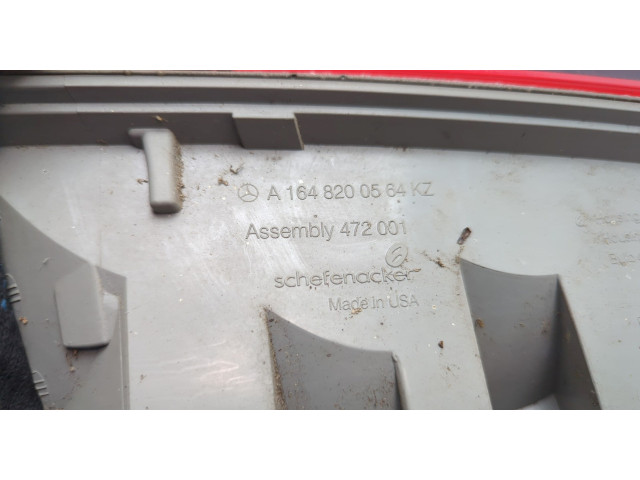 A 164 820 05 64 KZ
Assembly 472 001
schefenacker
Made in USA